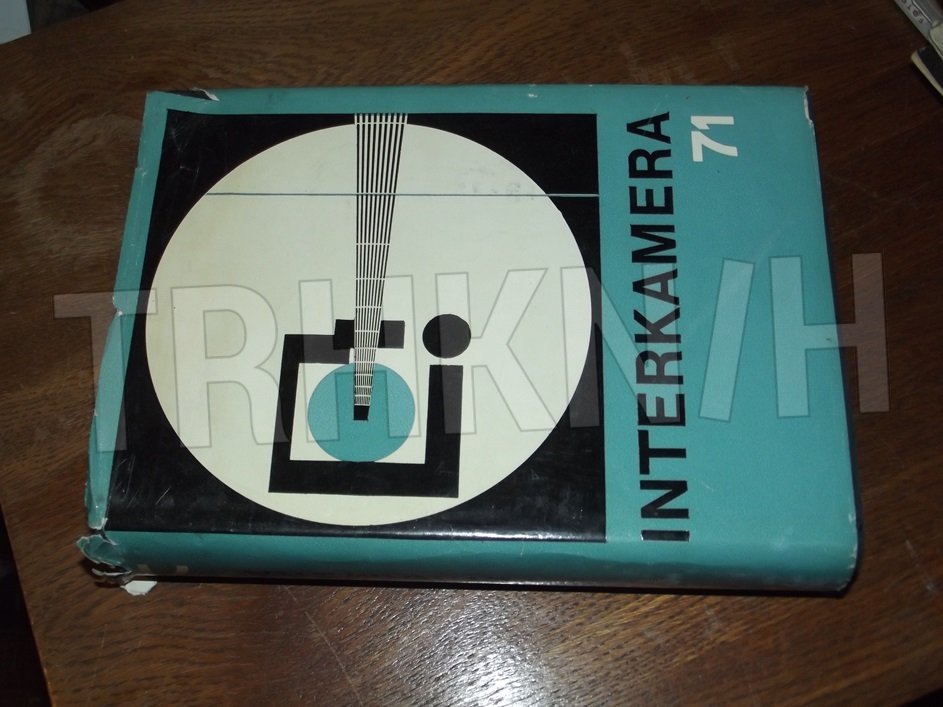 INTERKAMERA
71
TRHKNIH